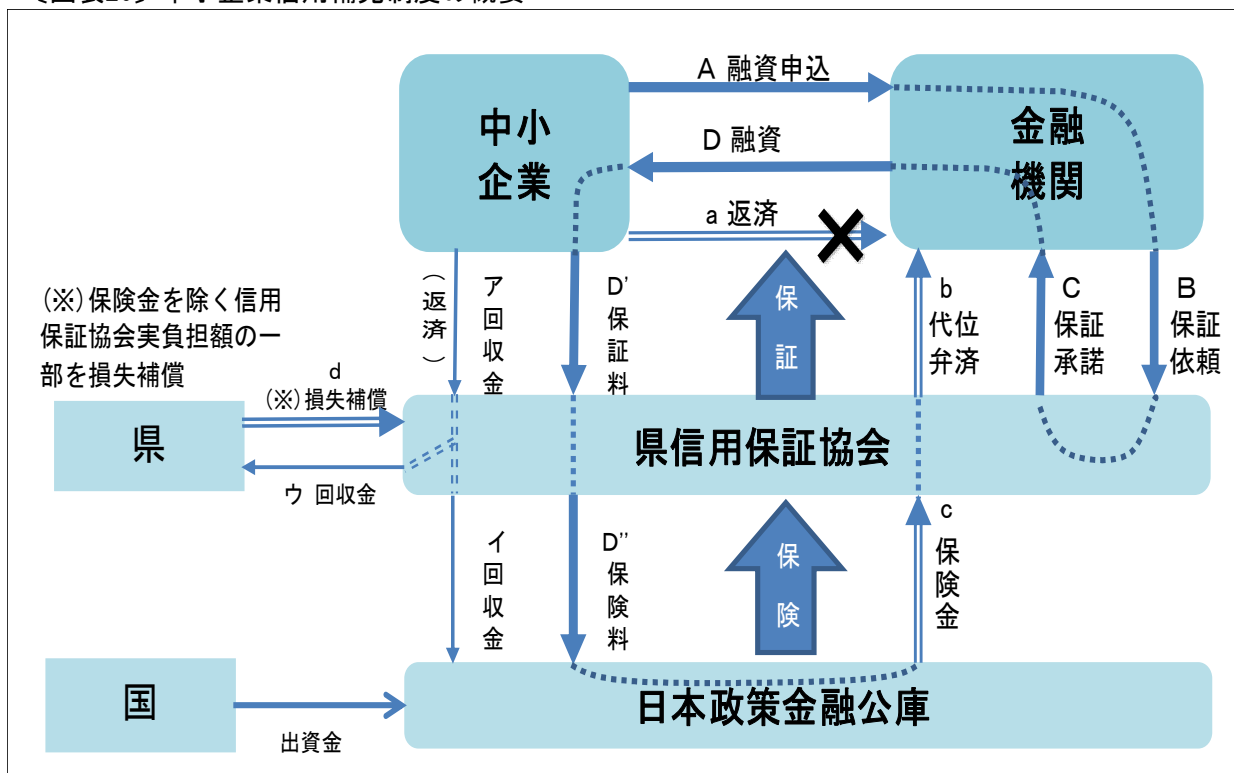 A 融資申込
中小
企業
金融
機関
D 融資
a 返済
(※)保険金を除く信用
保証協会実負担額の一
部を損失補償
(返済)
ア回収金
D'保証料
保証
b
代位
弁済
C
保証
承諾
B
保証
依頼
d
(※)損失補償
県
県信用保証協会
ウ 回収金
イ回収金
D''保険料
保険
c
保険金
国
出資金
日本政策金融公庫